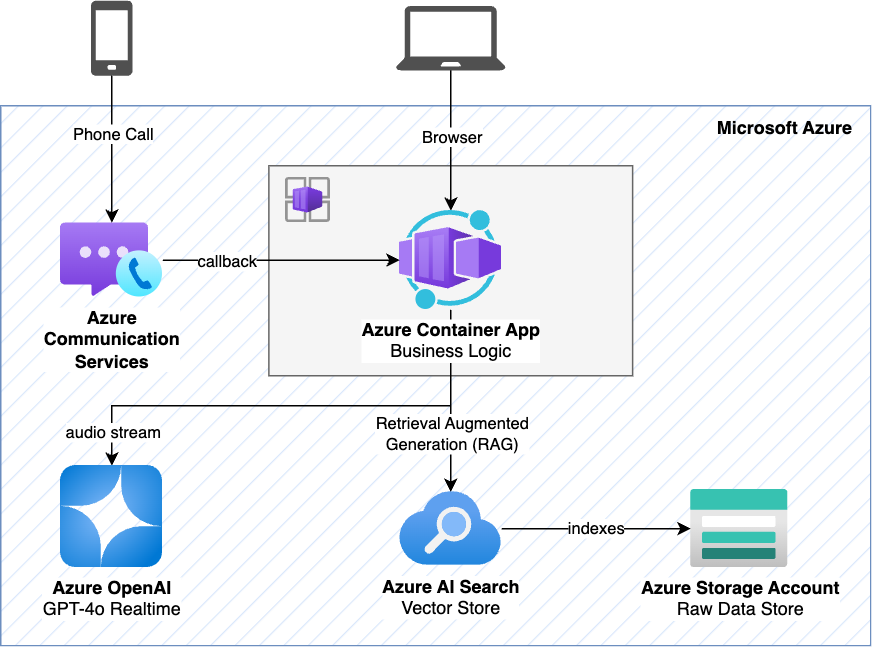 Phone Call
Browser
Microsoft Azure
callback
Azure
Communication
Services
Azure Container App
Business Logic
audio stream
Retrieval Augmented
Generation (RAG)
indexes
Azure OpenAI
GPT-4o Realtime
Azure AI Search
Vector Store
Azure Storage Account
Raw Data Store